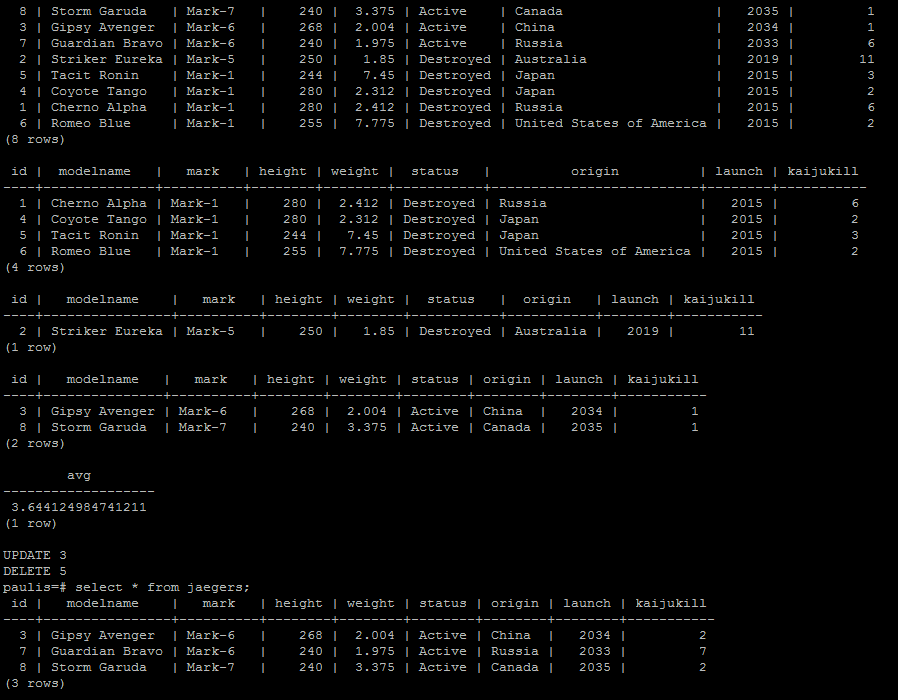 8 | Storm Garuda   | Mark-7   |    240 |  3.375 | Active    | Canada                   |   2035 |         1
  3 | Gipsy Avenger  | Mark-6   |    268 |  2.004 | Active    | China                    |   2034 |         1
  7 | Guardian Bravo | Mark-6   |    240 |  1.975 | Active    | Russia                   |   2033 |         6
  2 | Striker Eureka | Mark-5   |    250 |   1.85 | Destroyed | Australia                |   2019 |        11
  5 | Tacit Ronin    | Mark-1   |    244 |   7.45 | Destroyed | Japan                    |   2015 |         3
  4 | Coyote Tango   | Mark-1   |    280 |  2.312 | Destroyed | Japan                    |   2015 |         2
  1 | Cherno Alpha   | Mark-1   |    280 |  2.412 | Destroyed | Russia                   |   2015 |         6
  6 | Romeo Blue     | Mark-1   |    255 |  7.775 | Destroyed | United States of America |   2015 |         2
(8 rows)
 id |  modelname   |   mark   | height | weight |  status   |          origin          | launch | kaijukill
----+--------------+----------+--------+--------+-----------+--------------------------+--------+-----------
  1 | Cherno Alpha | Mark-1   |    280 |  2.412 | Destroyed | Russia                   |   2015 |         6
  4 | Coyote Tango | Mark-1   |    280 |  2.312 | Destroyed | Japan                    |   2015 |         2
  5 | Tacit Ronin  | Mark-1   |    244 |   7.45 | Destroyed | Japan                    |   2015 |         3
  6 | Romeo Blue   | Mark-1   |    255 |  7.775 | Destroyed | United States of America |   2015 |         2
(4 rows)
 id |   modelname    |   mark   | height | weight |  status   |  origin   | launch | kaijukill
----+----------------+----------+--------+--------+-----------+-----------+--------+-----------
  2 | Striker Eureka | Mark-5   |    250 |   1.85 | Destroyed | Australia |   2019 |        11
(1 row)
 id |   modelname   |   mark   | height | weight | status | origin | launch | kaijukill
----+---------------+----------+--------+--------+--------+--------+--------+-----------
  3 | Gipsy Avenger | Mark-6   |    268 |  2.004 | Active | China  |   2034 |         1
  8 | Storm Garuda  | Mark-7   |    240 |  3.375 | Active | Canada |   2035 |         1
(2 rows)
        avg
-------------------
 3.644124984741211
(1 row)
UPDATE 3
DELETE 5
paulis=# select * from jaegers;
 id |   modelname    |   mark   | height | weight | status | origin | launch | kaijukill
----+----------------+----------+--------+--------+--------+--------+--------+-----------
  3 | Gipsy Avenger  | Mark-6   |    268 |  2.004 | Active | China  |   2034 |         2
  7 | Guardian Bravo | Mark-6   |    240 |  1.975 | Active | Russia |   2033 |         7
  8 | Storm Garuda   | Mark-7   |    240 |  3.375 | Active | Canada |   2035 |         2
(3 rows)